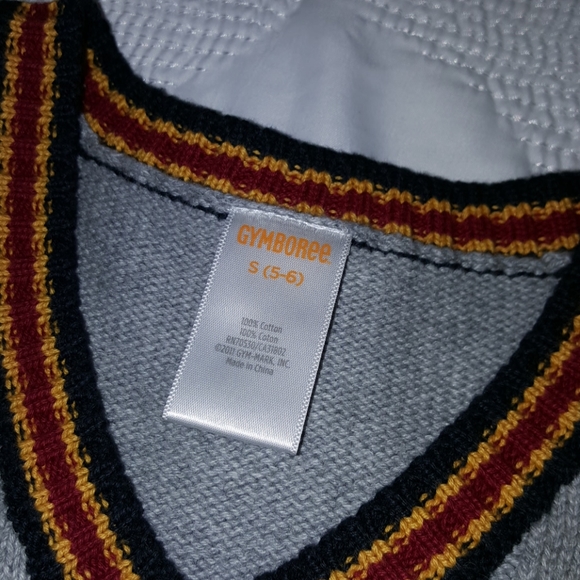 GYMBORee
S (5-6)
100% Cotton
100% Coton
RN70530/CA31802
©2011 GYM-MARK, INC.
Made in China